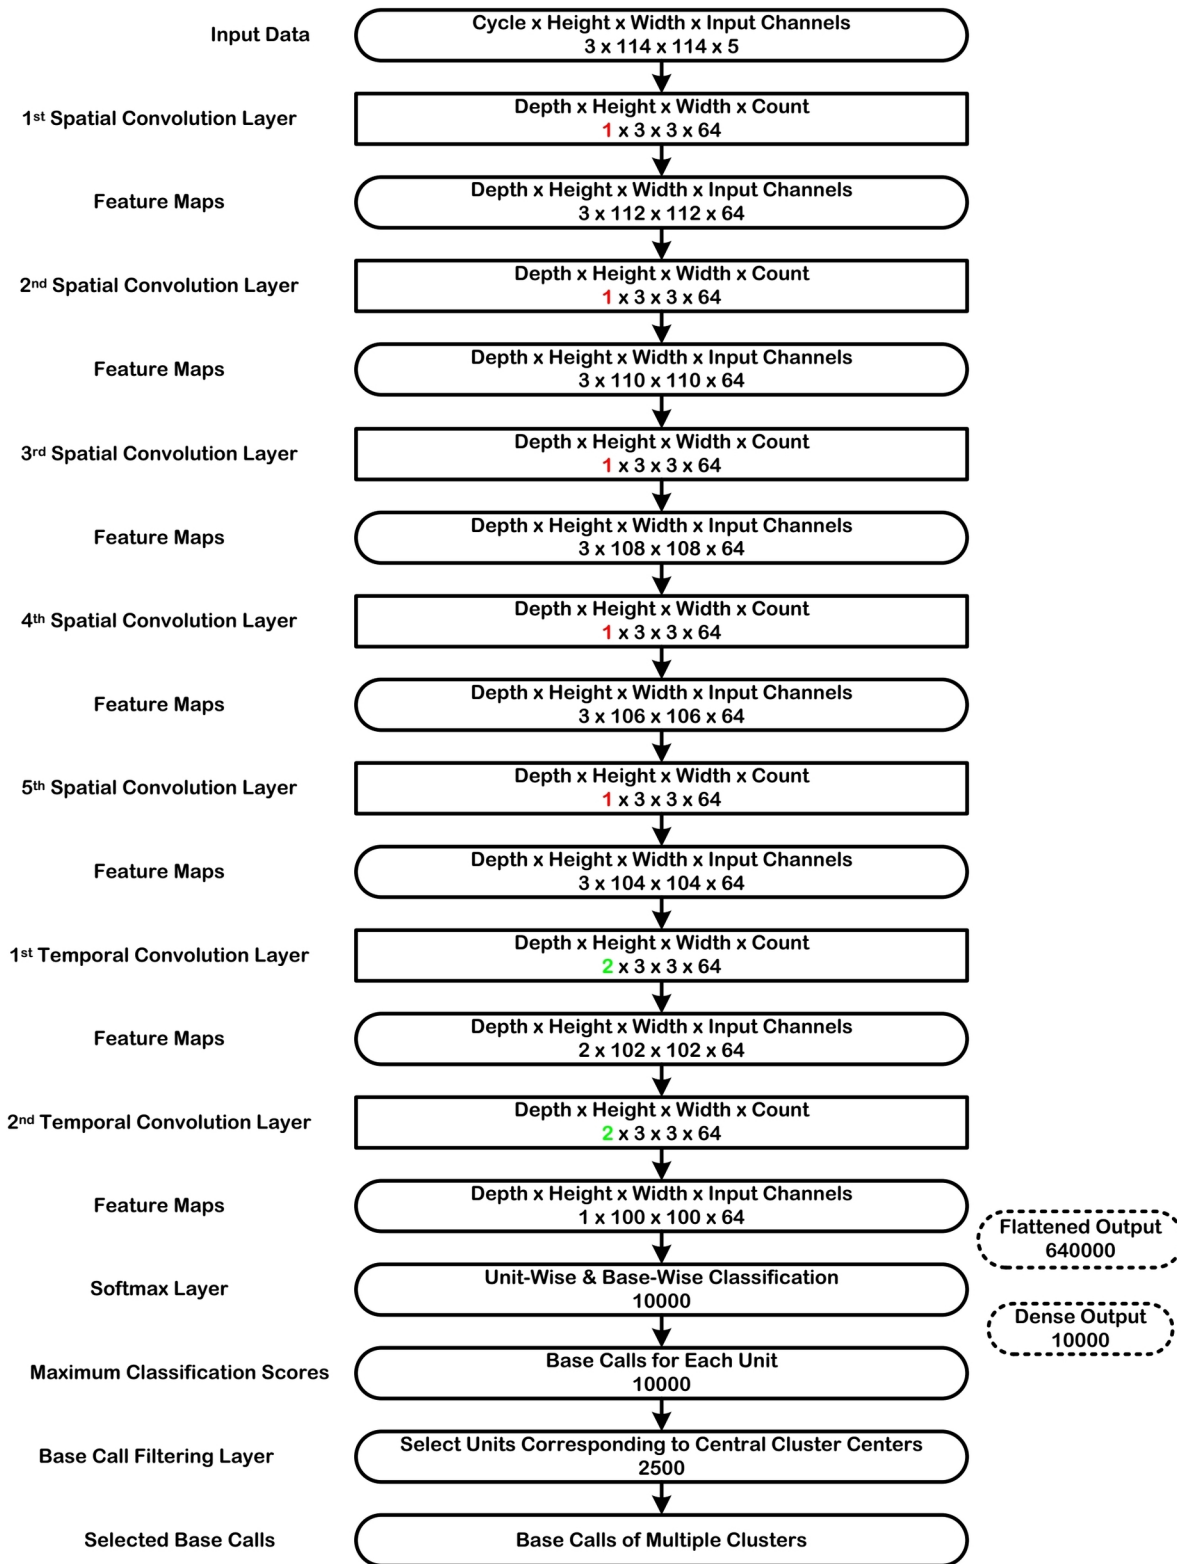 Input Data
Cycle x Height x Width x Input Channels
3 x 114 x 114 x 5
1st Spatial Convolution Layer
Depth x Height x Width x Count
1 x 3 x 3 x 64
Feature Maps
Depth x Height x Width x Input Channels
3 x 112 x 112 x 64
2nd Spatial Convolution Layer
Depth x Height x Width x Count
1 x 3 x 3 x 64
Feature Maps
Depth x Height x Width x Input Channels
3 x 110 x 110 x 64
3rd Spatial Convolution Layer
Depth x Height x Width x Count
1 x 3 x 3 x 64
Feature Maps
Depth x Height x Width x Input Channels
3 x 108 x 108 x 64
4th Spatial Convolution Layer
Depth x Height x Width x Count
1 x 3 x 3 x 64
Feature Maps
Depth x Height x Width x Input Channels
3 x 106 x 106 x 64
5th Spatial Convolution Layer
Depth x Height x Width x Count
1 x 3 x 3 x 64
Feature Maps
Depth x Height x Width x Input Channels
3 x 104 x 104 x 64
1st Temporal Convolution Layer
Depth x Height x Width x Count
2 x 3 x 3 x 64
Feature Maps
Depth x Height x Width x Input Channels
2 x 102 x 102 x 64
2nd Temporal Convolution Layer
Depth x Height x Width x Count
2 x 3 x 3 x 64
Feature Maps
Depth x Height x Width x Input Channels
1 x 100 x 100 x 64
Flattened Output
640000
Softmax Layer
Unit-Wise & Base-Wise Classification
10000
Dense Output
10000
Maximum Classification Scores
Base Calls for Each Unit
10000
Base Call Filtering Layer
Select Units Corresponding to Central Cluster Centers
2500
Selected Base Calls
Base Calls of Multiple Clusters